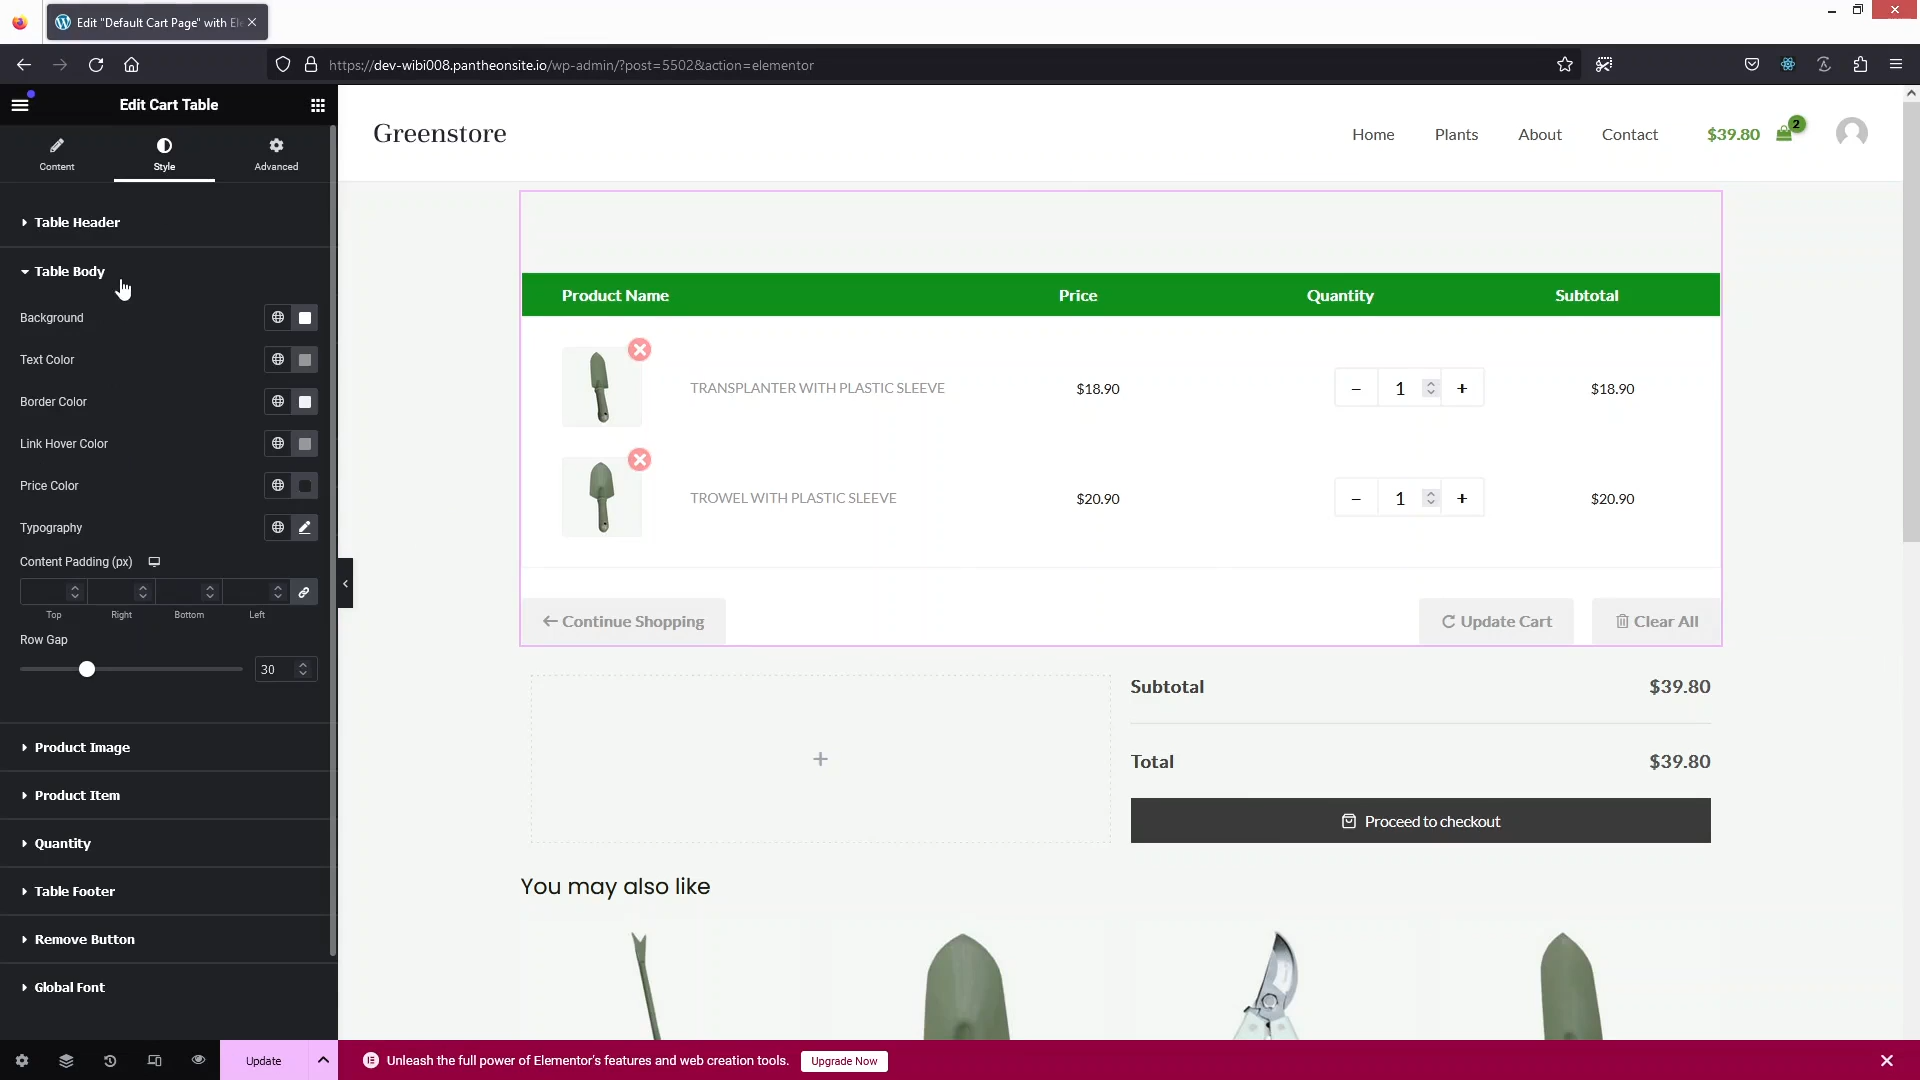 Edit "Default Cart Page" with El
https://dev-wibi008.pantheonsite.io/wp-admin/?post=5502&action=elementor
Edit Cart Table
Content
Style
Advanced
Table Header
Table Body
Background
Text Color
Border Color
Link Hover Color
Price Color
Typography
Content Padding (px)
Top Right Bottom Left
Row Gap
30
Product Image
Product Item
Quantity
Table Footer
Remove Button
Global Font
Update
Greenstore
Home Plants About Contact $39.80 2
Product Name Price Quantity Subtotal
TRANSPLANTER WITH PLASTIC SLEEVE $18.90 − 1 + $18.90
TROWEL WITH PLASTIC SLEEVE $20.90 − 1 + $20.90
Continue Shopping Update Cart Clear All
Subtotal $39.80
Total $39.80
Proceed to checkout
You may also like
Unleash the full power of Elementor's features and web creation tools. Upgrade Now